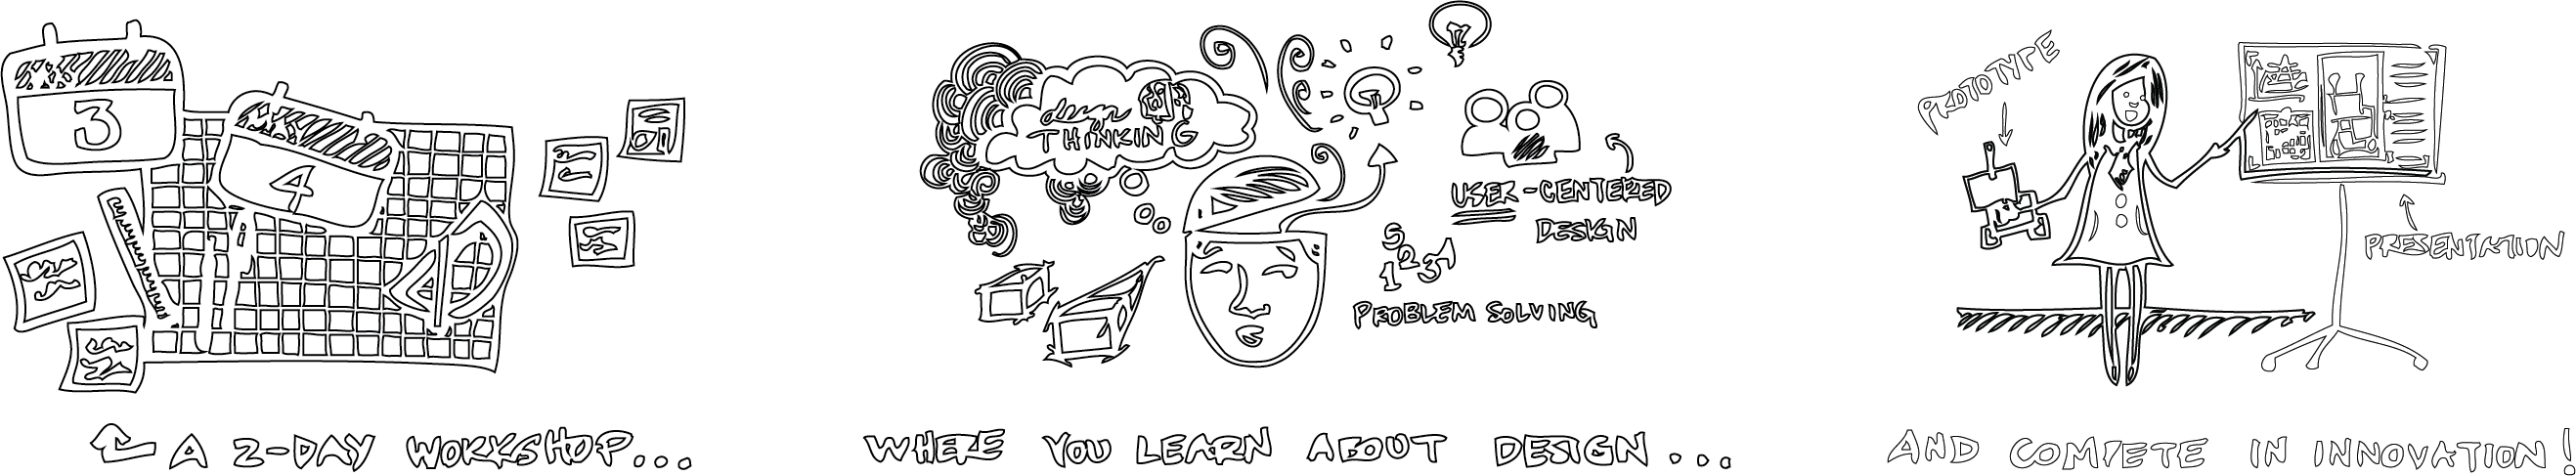 3
4
A 2-DAY WORKSHOP...
design
THINKING
USER-CENTERED
DESIGN
1 2 3 4 5
PROBLEM SOLVING
WHERE YOU LEARN ABOUT DESIGN...
PROTOTYPE
PRESENTATION
AND COMPETE IN INNOVATION!